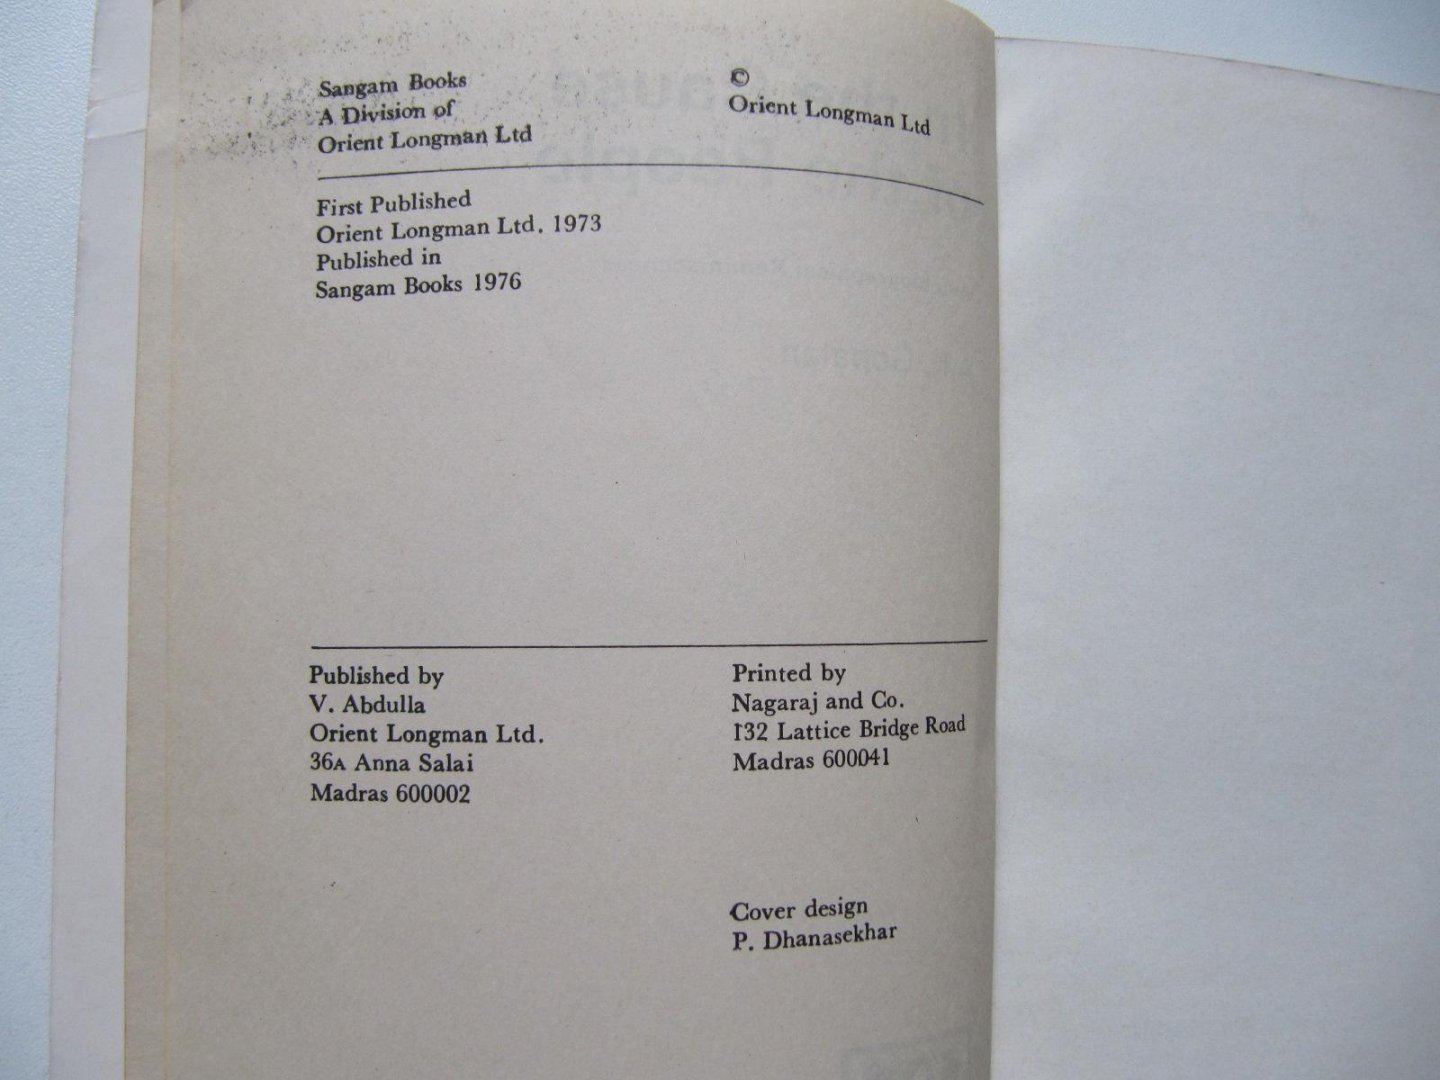 Sangam Books
A Division of
Orient Longman Ltd
©
Orient Longman Ltd
First Published
Orient Longman Ltd. 1973
Published in
Sangam Books 1976
Published by
V. Abdulla
Orient Longman Ltd.
36A Anna Salai
Madras 600002
Printed by
Nagaraj and Co.
132 Lattice Bridge Road
Madras 600041
Cover design
P. Dhanasekhar